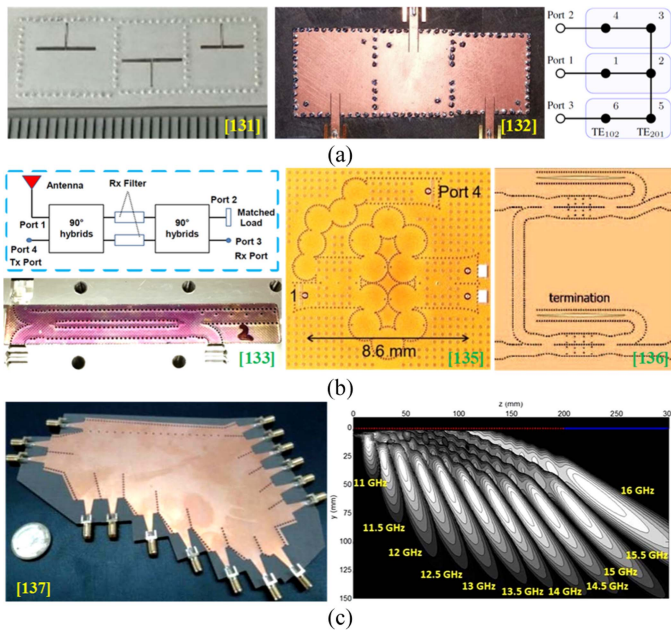 Port 2
4
3
Port 1
1
2
Port 3
6
5
TE102
TE201
[131]
[132]
(a)
Antenna
Rx Filter
Port 2
Port 1
90°
hybrids
90°
hybrids
Matched
Load
Port 4
Tx Port
Port 3
Rx Port
[133]
Port 4
1
8.6 mm
[135]
termination
[136]
(b)
[137]
z (mm)
0
50
100
150
200
250
300
y (mm)
0
25
50
75
100
125
150
11 GHz
11.5 GHz
12 GHz
12.5 GHz
13 GHz
13.5 GHz
14 GHz
14.5 GHz
15 GHz
15.5 GHz
16 GHz
(c)